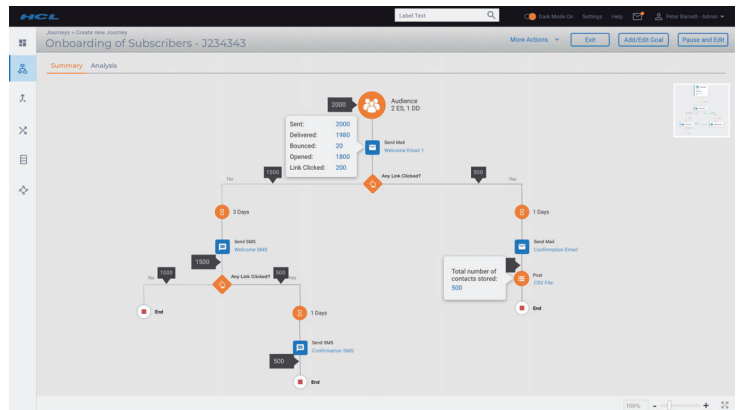 HCL
Label Text
Dark Mode On
Settings
Help
Peter Barnett - Admin
Journeys > Create new Journey
Onboarding of Subscribers - J234343
More Actions
Exit
Add/Edit Goal
Pause and Edit
Summary
Analysis
2000
Audience
2 ES, 1 DD
Sent: 2000
Delivered: 1980
Bounced: 20
Opened: 1800
Link Clicked: 200
Send Mail
Welcome Email 1
Any Link Clicked?
No
1500
500
Yes
3 Days
1 Days
Send SMS
Welcome SMS
1500
Send Mail
Confirmation Email
Total number of
contacts stored:
500
Post
CSV File
End
No
1000
Any Link Clicked?
500
Yes
End
1 Days
Send SMS
Confirmation SMS
500
End
100%